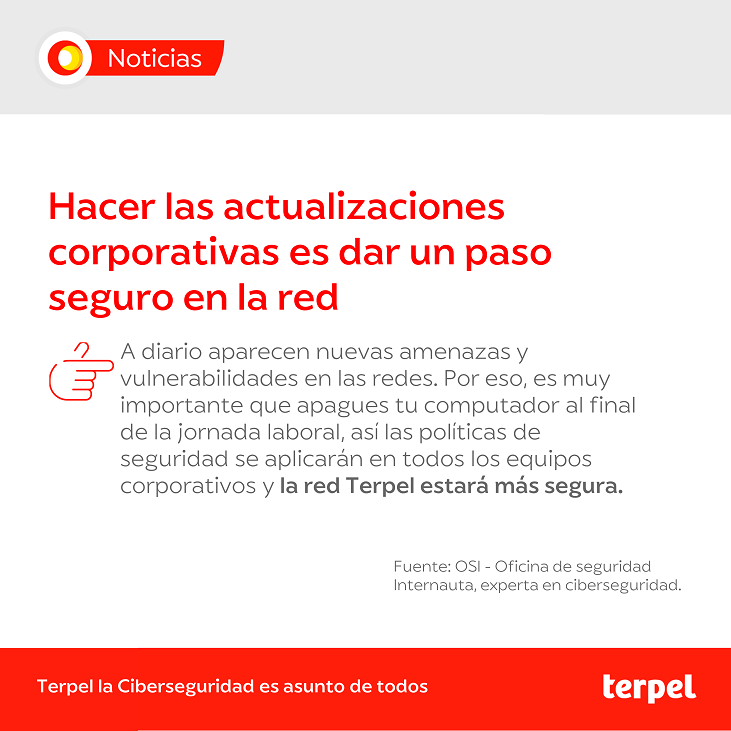 Noticias
Hacer las actualizaciones
corporativas es dar un paso
seguro en la red
A diario aparecen nuevas amenazas y
vulnerabilidades en las redes. Por eso, es muy
importante que apagues tu computador al final
de la jornada laboral, así las políticas de
seguridad se aplicarán en todos los equipos
corporativos y la red Terpel estará más segura.
Fuente: OSI - Oficina de seguridad
Internauta, experta en ciberseguridad.
Terpel la Ciberseguridad es asunto de todos
terpel